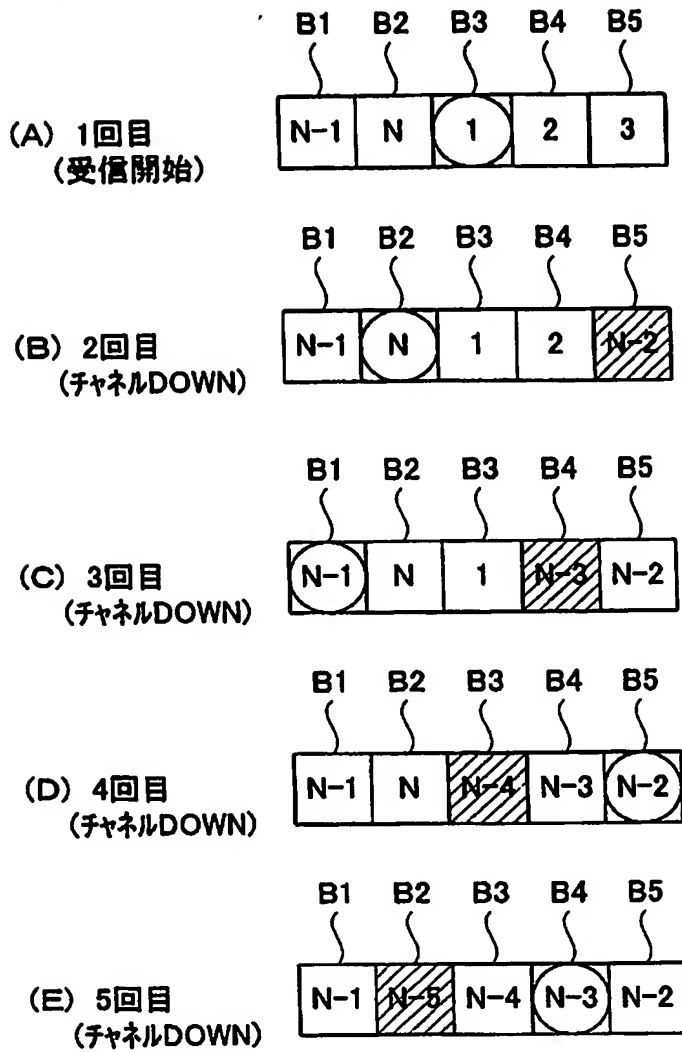 B1 B2 B3 B4 B5
(A) 1回目
(受信開始)
N-1 N 1 2 3
B1 B2 B3 B4 B5
(B) 2回目
(チャネルDOWN)
N-1 N 1 2 N-2
B1 B2 B3 B4 B5
(C) 3回目
(チャネルDOWN)
N-1 N 1 N-3 N-2
B1 B2 B3 B4 B5
(D) 4回目
(チャネルDOWN)
N-1 N N-4 N-3 N-2
B1 B2 B3 B4 B5
(E) 5回目
(チャネルDOWN)
N-1 N-5 N-4 N-3 N-2